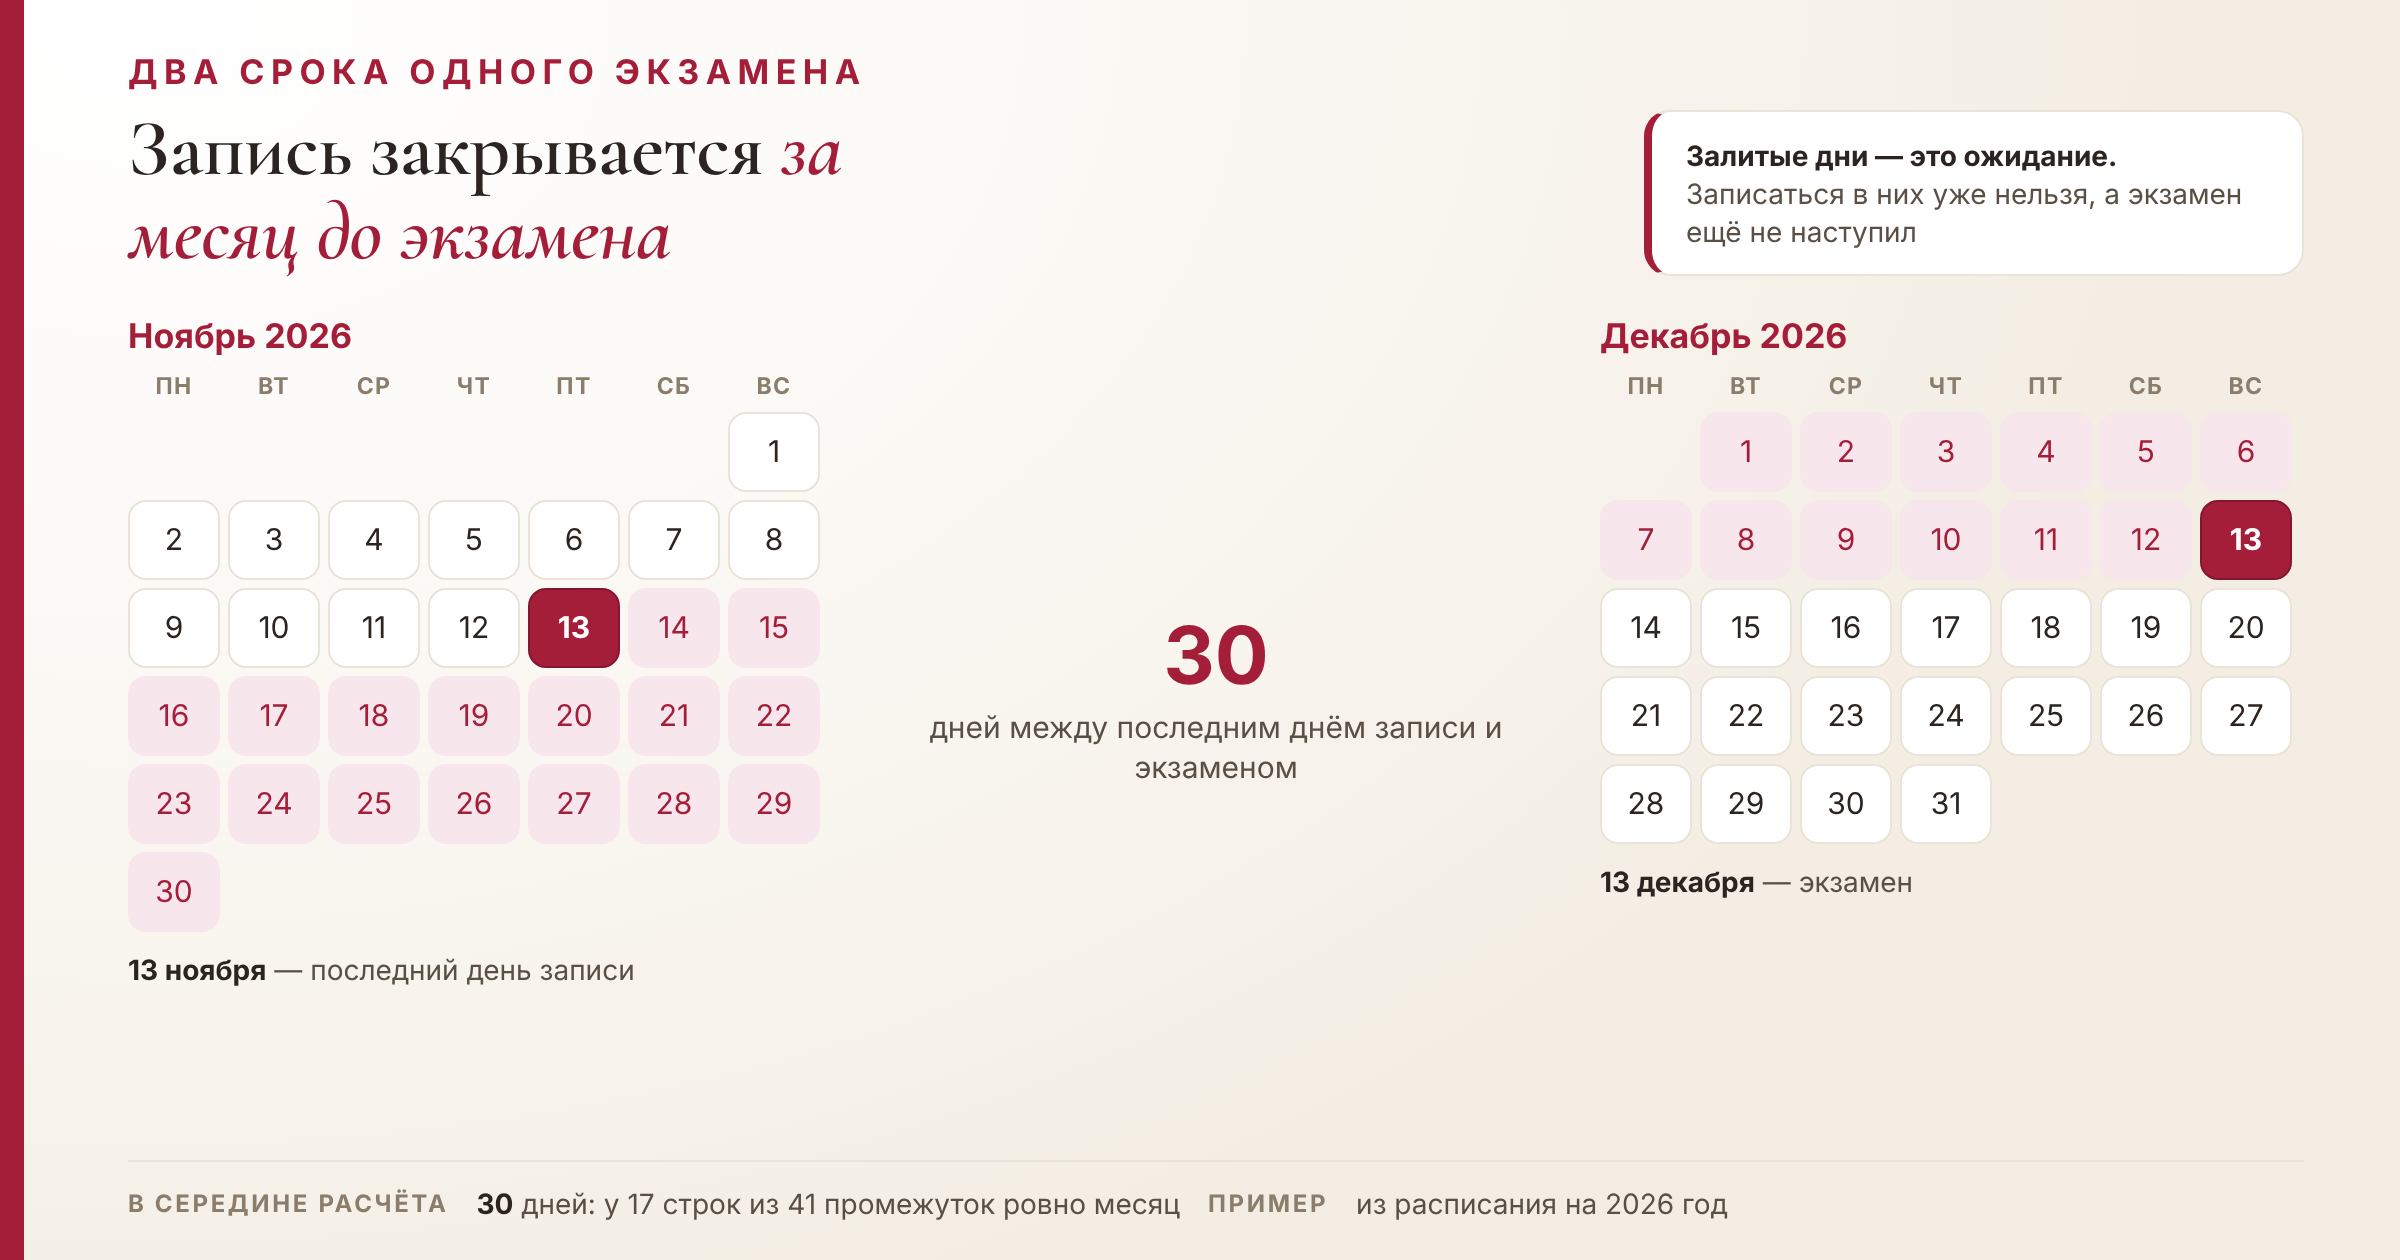 ДВА СРОКА ОДНОГО ЭКЗАМЕНА
Запись закрывается за
месяц до экзамена
Залитые дни — это ожидание.
Записаться в них уже нельзя, а экзамен
ещё не наступил
Ноябрь 2026
ПН ВТ СР ЧТ ПТ СБ ВС
1
2 3 4 5 6 7 8
9 10 11 12 13 14 15
16 17 18 19 20 21 22
23 24 25 26 27 28 29
30
13 ноября — последний день записи
30
дней между последним днём записи и
экзаменом
Декабрь 2026
ПН ВТ СР ЧТ ПТ СБ ВС
1 2 3 4 5 6
7 8 9 10 11 12 13
14 15 16 17 18 19 20
21 22 23 24 25 26 27
28 29 30 31
13 декабря — экзамен
В СЕРЕДИНЕ РАСЧЁТА 30 дней: у 17 строк из 41 промежуток ровно месяц ПРИМЕР из расписания на 2026 год